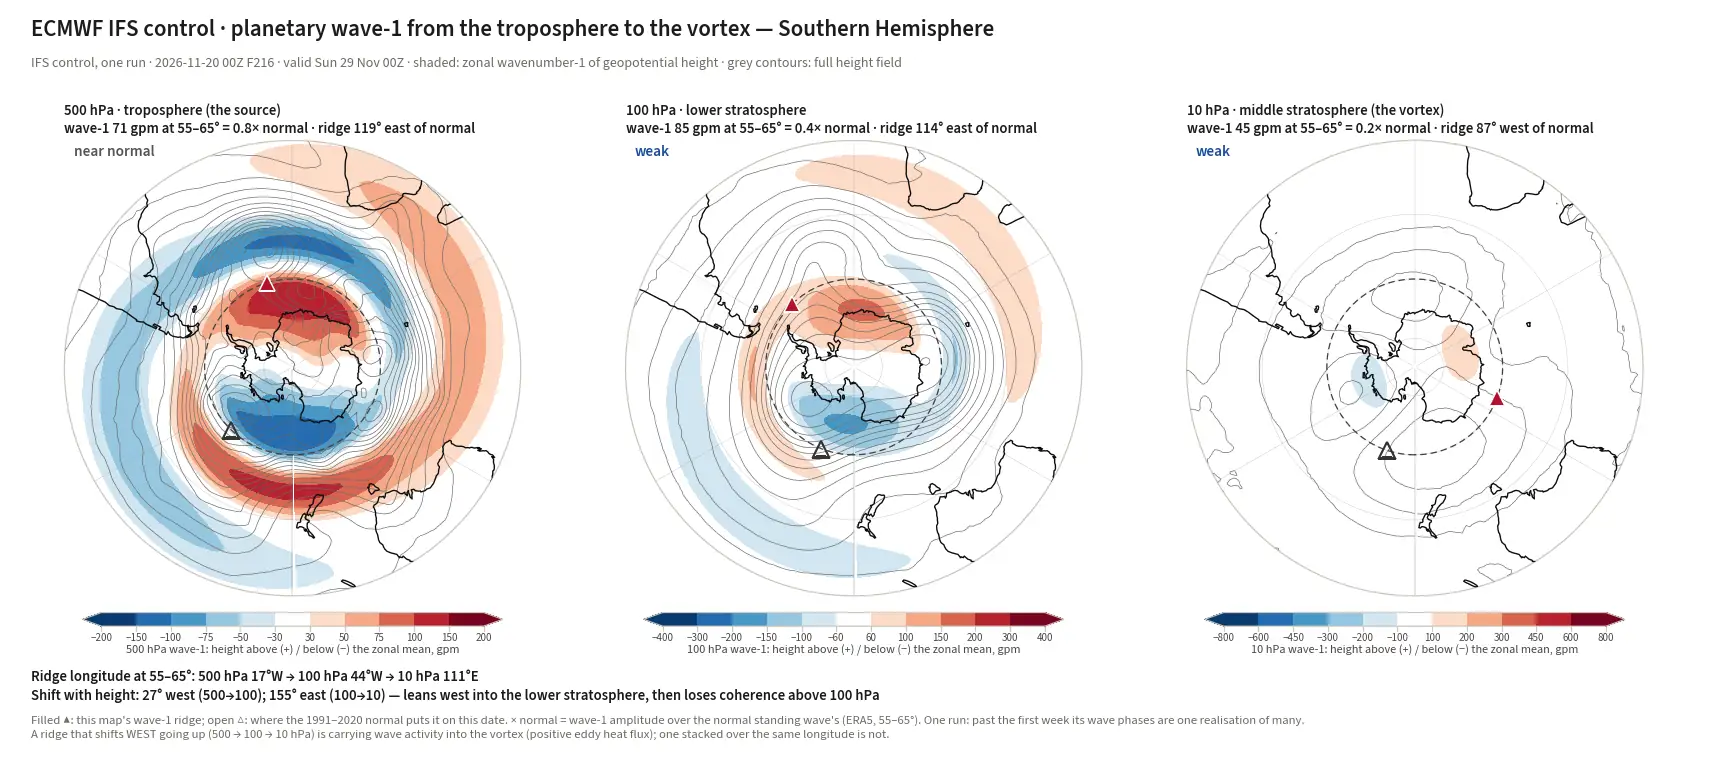 ECMWF IFS control · planetary wave-1 from the troposphere to the vortex — Southern Hemisphere
IFS control, one run · 2026-11-20 00Z F216 · valid Sun 29 Nov 00Z · shaded: zonal wavenumber-1 of geopotential height · grey contours: full height field
500 hPa · troposphere (the source)
wave-1 71 gpm at 55–65° = 0.8× normal · ridge 119° east of normal
near normal
100 hPa · lower stratosphere
wave-1 85 gpm at 55–65° = 0.4× normal · ridge 114° east of normal
weak
10 hPa · middle stratosphere (the vortex)
wave-1 45 gpm at 55–65° = 0.2× normal · ridge 87° west of normal
weak
−200 −150 −100 −75 −50 −30 30 50 75 100 150 200
500 hPa wave-1: height above (+) / below (−) the zonal mean, gpm
−400 −300 −200 −150 −100 −60 60 100 150 200 300 400
100 hPa wave-1: height above (+) / below (−) the zonal mean, gpm
−800 −600 −450 −300 −200 −100 100 200 300 450 600 800
10 hPa wave-1: height above (+) / below (−) the zonal mean, gpm
Ridge longitude at 55–65°: 500 hPa 17°W → 100 hPa 44°W → 10 hPa 111°E
Shift with height: 27° west (500→100); 155° east (100→10) — leans west into the lower stratosphere, then loses coherence above 100 hPa
Filled ▲: this map's wave-1 ridge; open △: where the 1991–2020 normal puts it on this date. × normal = wave-1 amplitude over the normal standing wave's (ERA5, 55–65°). One run: past the first week its wave phases are one realisation of many.
A ridge that shifts WEST going up (500 → 100 → 10 hPa) is carrying wave activity into the vortex (positive eddy heat flux); one stacked over the same longitude is not.